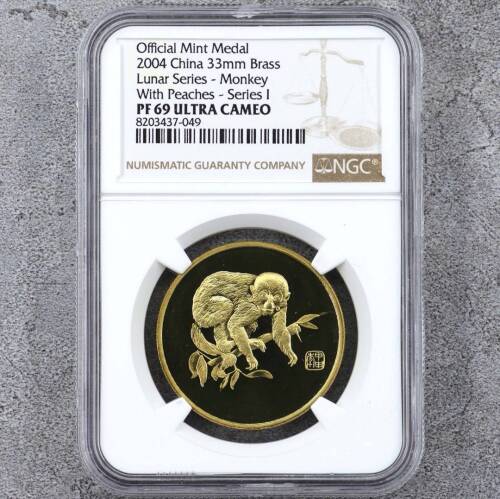 Official Mint Medal
2004 China 33mm Brass
Lunar Series - Monkey
With Peaches - Series I
PF 69 ULTRA CAMEO
8203437-049
NUMISMATIC GUARANTY COMPANY
NGC®